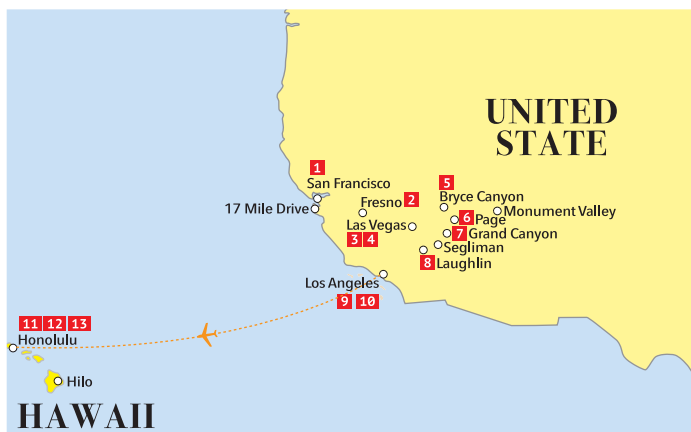 UNITED
STATE
1
San Francisco
17 Mile Drive
Fresno 2
Las Vegas
3 4
5
Bryce Canyon
6 Page
Monument Valley
7 Grand Canyon
Segliman
8 Laughlin
Los Angeles
9 10
11 12 13
Honolulu
Hilo
HAWAII